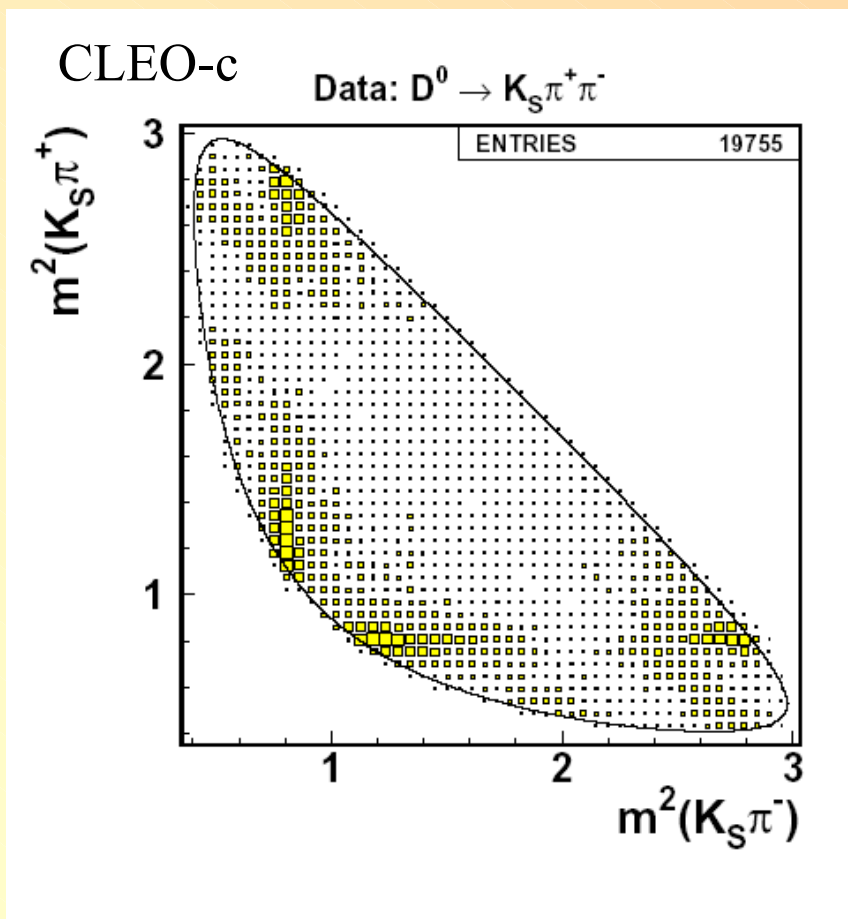 CLEO-c
Data: D⁰ → K_Sπ⁺π⁻
ENTRIES 19755
m²(K_Sπ⁺)
3
2
1
1 2 3
m²(K_Sπ⁻)